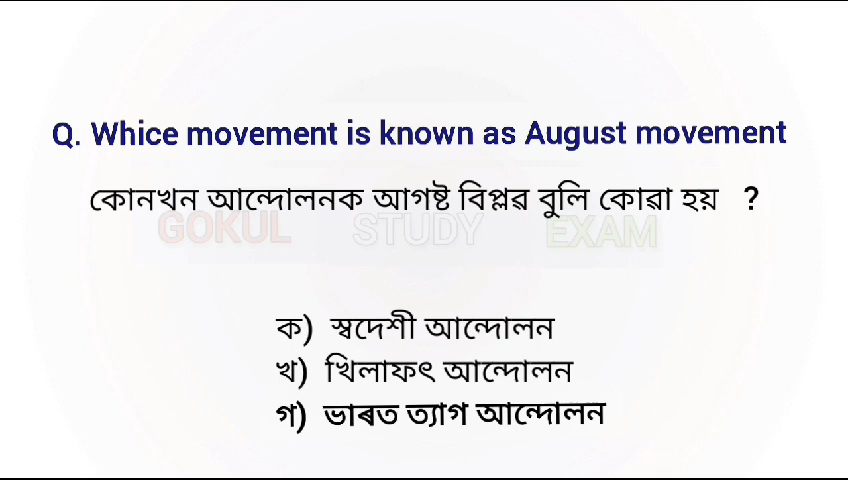 Q. Whice movement is known as August movement
কোনখন আন্দোলনক আগষ্ট বিপ্লৱ বুলি কোৱা হয় ?
GOKUL STUDY EXAM
ক) স্বদেশী আন্দোলন
খ) খিলাফৎ আন্দোলন
গ) ভাৰত ত্যাগ আন্দোলন